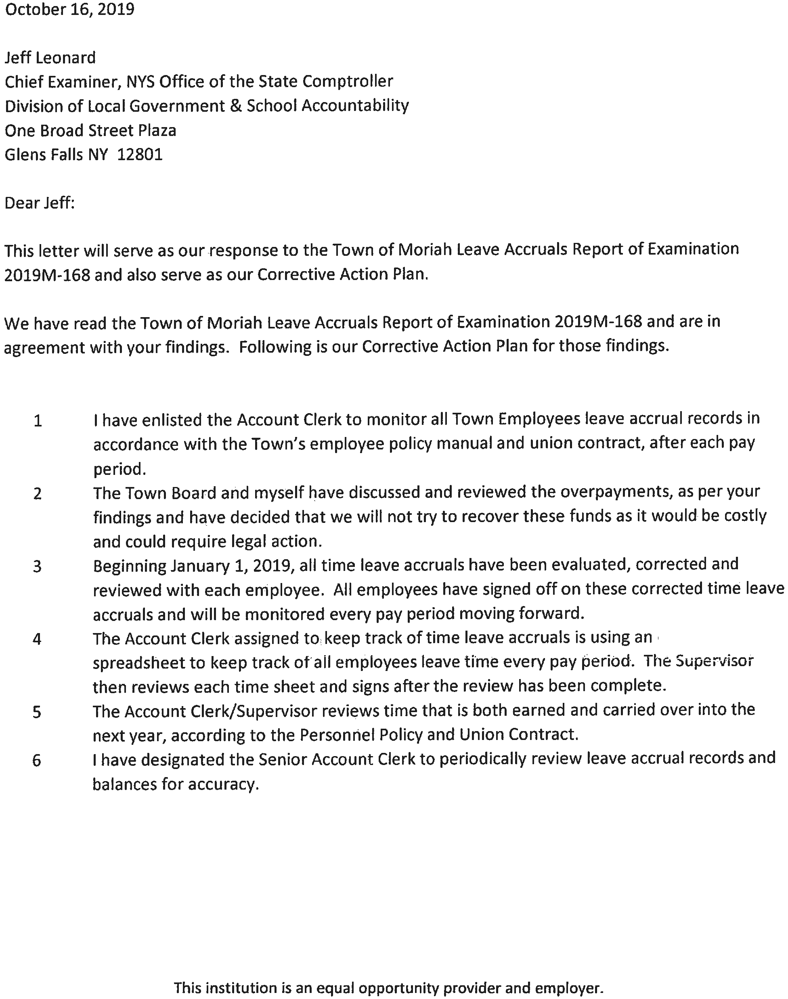 October 16, 2019
Jeff Leonard
Chief Examiner, NYS Office of the State Comptroller
Division of Local Government & School Accountability
One Broad Street Plaza
Glens Falls NY  12801
Dear Jeff:
This letter will serve as our response to the Town of Moriah Leave Accruals Report of Examination
2019M-168 and also serve as our Corrective Action Plan.
We have read the Town of Moriah Leave Accruals Report of Examination 2019M-168 and are in
agreement with your findings.  Following is our Corrective Action Plan for those findings.
1 I have enlisted the Account Clerk to monitor all Town Employees leave accrual records in
accordance with the Town's employee policy manual and union contract, after each pay
period.
2 The Town Board and myself have discussed and reviewed the overpayments, as per your
findings and have decided that we will not try to recover these funds as it would be costly
and could require legal action.
3 Beginning January 1, 2019, all time leave accruals have been evaluated, corrected and
reviewed with each employee.  All employees have signed off on these corrected time leave
accruals and will be monitored every pay period moving forward.
4 The Account Clerk assigned to keep track of time leave accruals is using an
spreadsheet to keep track of all employees leave time every pay period.  The Supervisor
then reviews each time sheet and signs after the review has been complete.
5 The Account Clerk/Supervisor reviews time that is both earned and carried over into the
next year, according to the Personnel Policy and Union Contract.
6 I have designated the Senior Account Clerk to periodically review leave accrual records and
balances for accuracy.
This institution is an equal opportunity provider and employer.